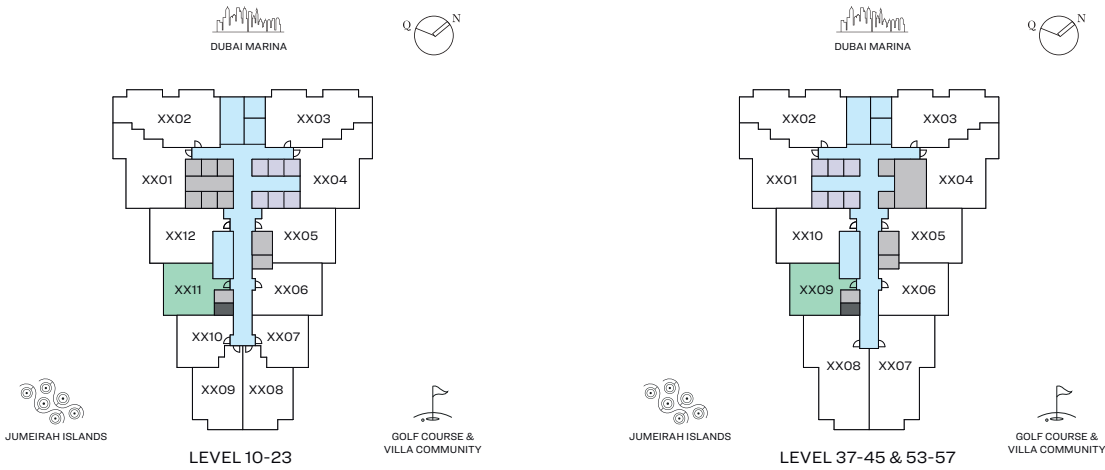 DUBAI MARINA
Q N
XX02
XX03
XX01
XX04
XX12
XX05
XX11
XX06
XX10
XX07
XX09
XX08
JUMEIRAH ISLANDS
GOLF COURSE &
VILLA COMMUNITY
LEVEL 10-23
DUBAI MARINA
Q N
XX02
XX03
XX01
XX04
XX10
XX05
XX09
XX06
XX08
XX07
JUMEIRAH ISLANDS
GOLF COURSE &
VILLA COMMUNITY
LEVEL 37-45 & 53-57